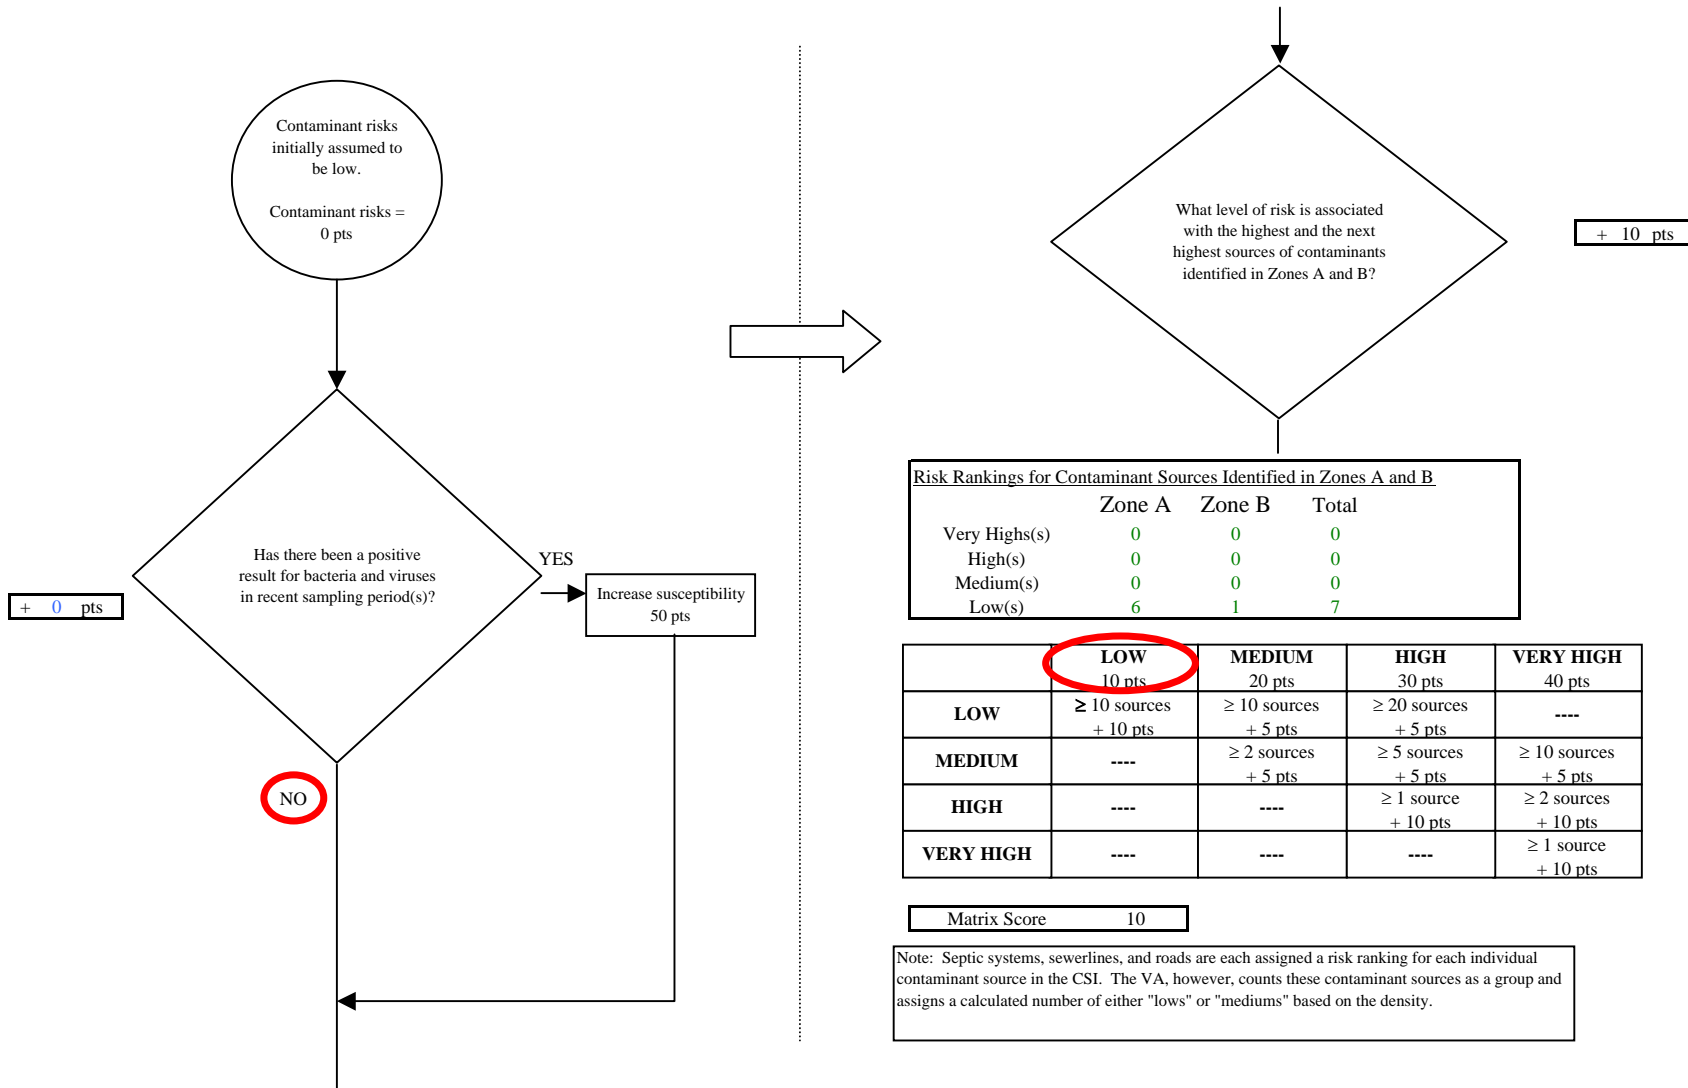 Contaminant risks
initially assumed to
be low.
Contaminant risks =
0 pts
Has there been a positive
result for bacteria and viruses
in recent sampling period(s)?
YES
Increase susceptibility
50 pts
+ 0 pts
NO
What level of risk is associated
with the highest and the next
highest sources of contaminants
identified in Zones A and B?
+ 10 pts
Risk Rankings for Contaminant Sources Identified in Zones A and B
Zone A Zone B Total
Very Highs(s) 0 0 0
High(s) 0 0 0
Medium(s) 0 0 0
Low(s) 6 1 7
LOW MEDIUM HIGH VERY HIGH
10 pts 20 pts 30 pts 40 pts
LOW ≥ 10 sources ≥ 10 sources ≥ 20 sources ----
+ 10 pts + 5 pts + 5 pts
MEDIUM ---- ≥ 2 sources ≥ 5 sources ≥ 10 sources
+ 5 pts + 5 pts + 5 pts
HIGH ---- ---- ≥ 1 source ≥ 2 sources
+ 10 pts + 10 pts
VERY HIGH ---- ---- ---- ≥ 1 source
+ 10 pts
Matrix Score 10
Note: Septic systems, sewerlines, and roads are each assigned a risk ranking for each individual
contaminant source in the CSI. The VA, however, counts these contaminant sources as a group and
assigns a calculated number of either "lows" or "mediums" based on the density.